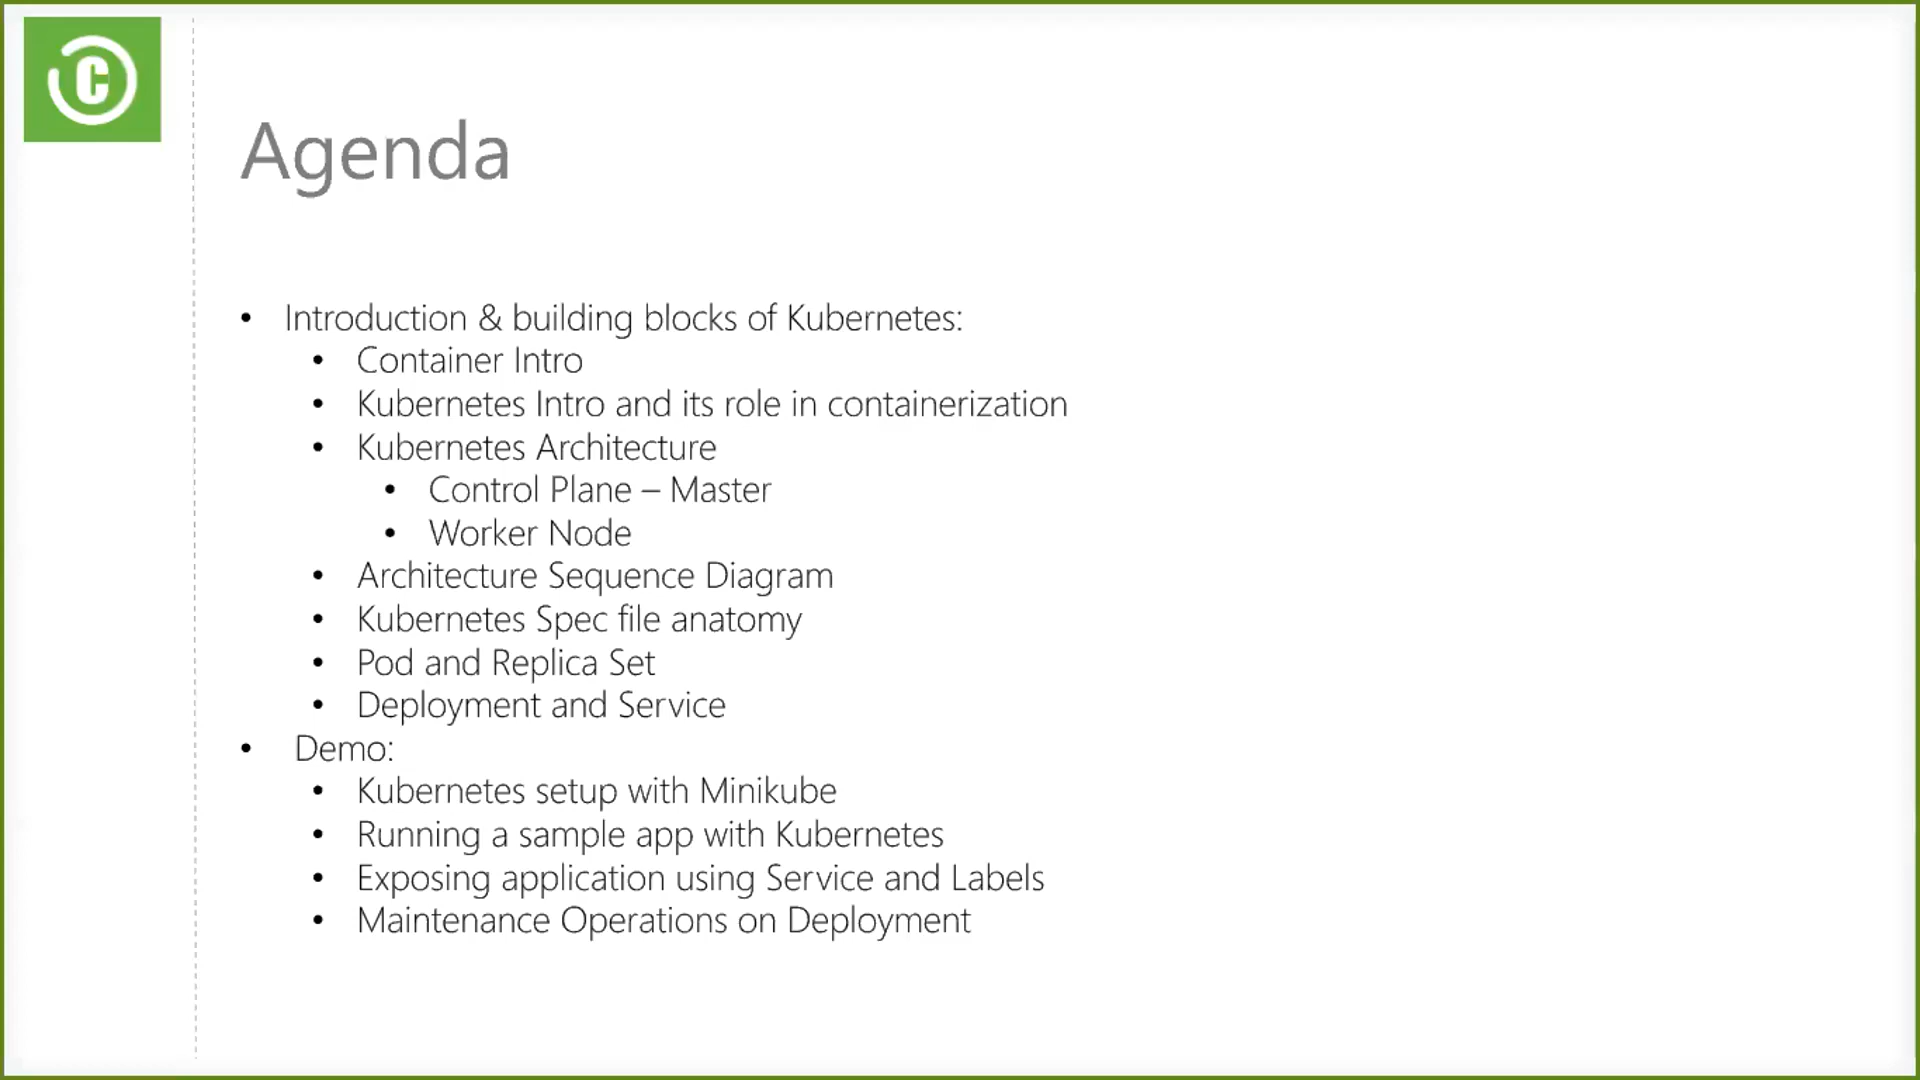 C
Agenda
• Introduction & building blocks of Kubernetes:
• Container Intro
• Kubernetes Intro and its role in containerization
• Kubernetes Architecture
• Control Plane – Master
• Worker Node
• Architecture Sequence Diagram
• Kubernetes Spec file anatomy
• Pod and Replica Set
• Deployment and Service
• Demo:
• Kubernetes setup with Minikube
• Running a sample app with Kubernetes
• Exposing application using Service and Labels
• Maintenance Operations on Deployment